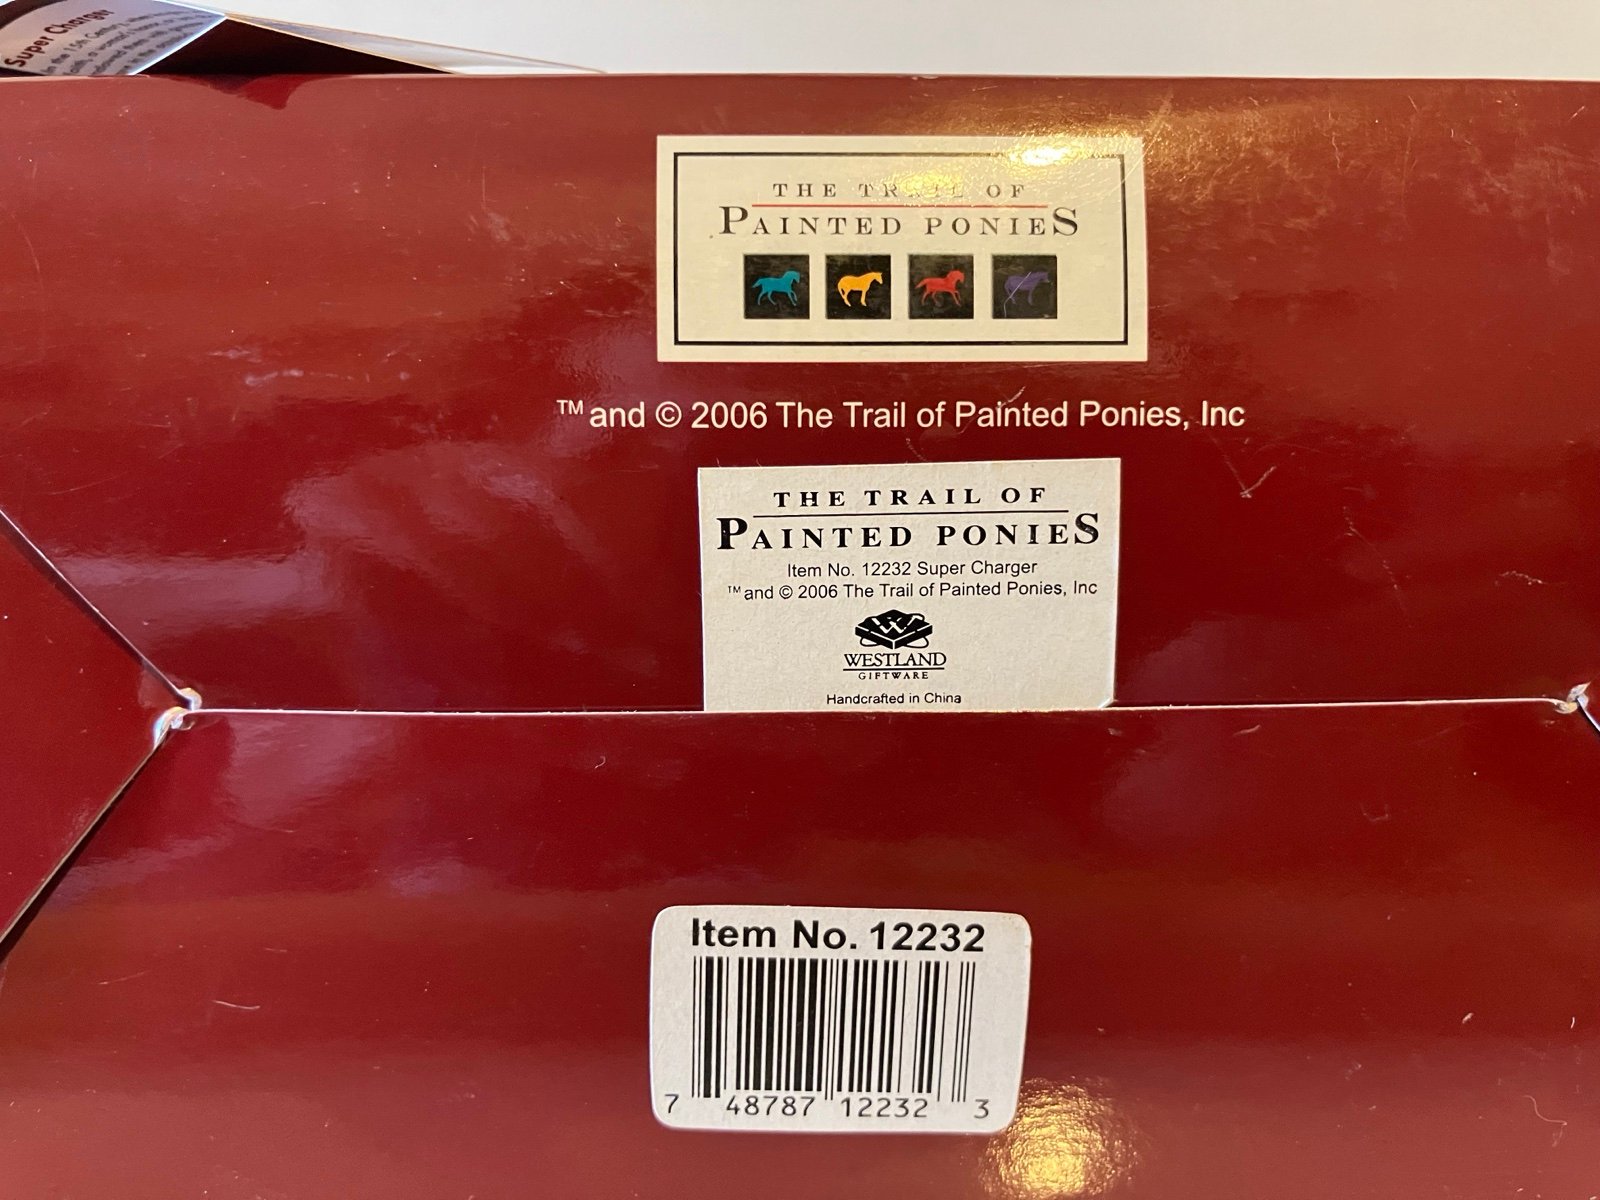 Super Charger
THE TRAIL OF
PAINTED PONIES
™ and © 2006 The Trail of Painted Ponies, Inc
THE TRAIL OF
PAINTED PONIES
Item No. 12232 Super Charger
™ and © 2006 The Trail of Painted Ponies, Inc
WESTLAND
GIFTWARE
Handcrafted in China
Item No. 12232
7 48787 12232 3